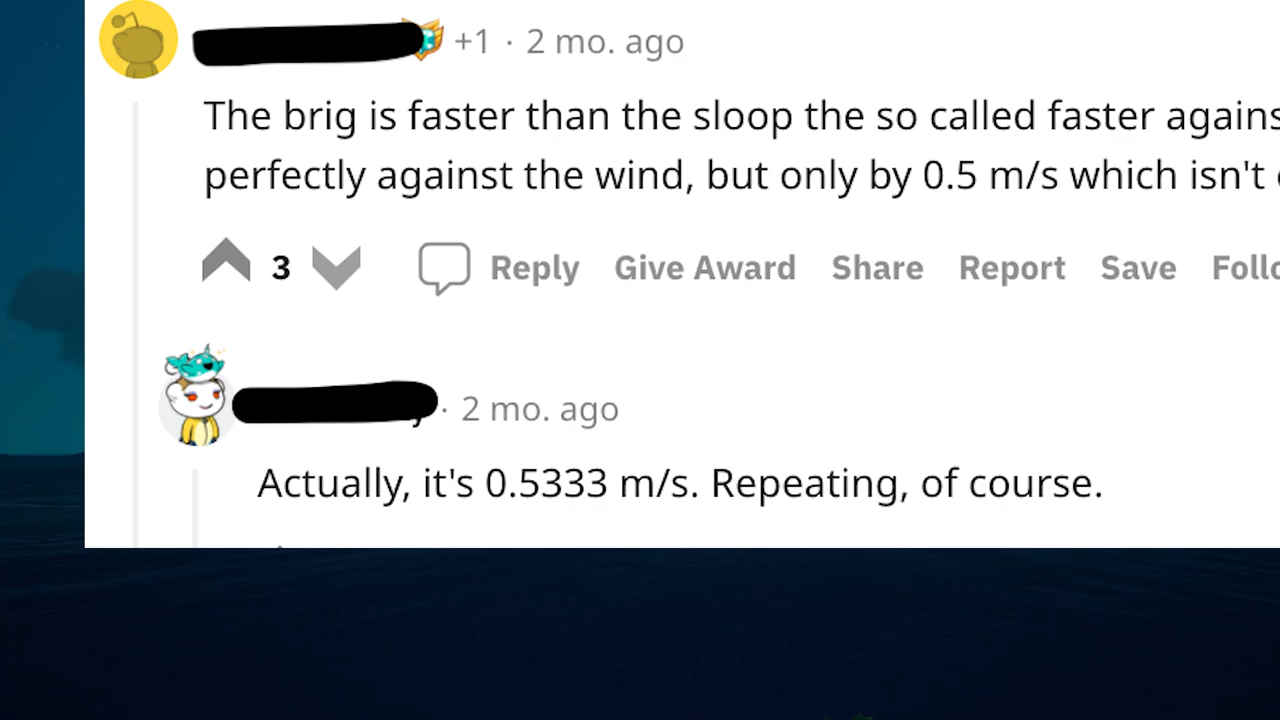 +1 · 2 mo. ago
The brig is faster than the sloop the so called faster agains
perfectly against the wind, but only by 0.5 m/s which isn't
3 Reply Give Award Share Report Save Follo
· 2 mo. ago
Actually, it's 0.5333 m/s. Repeating, of course.